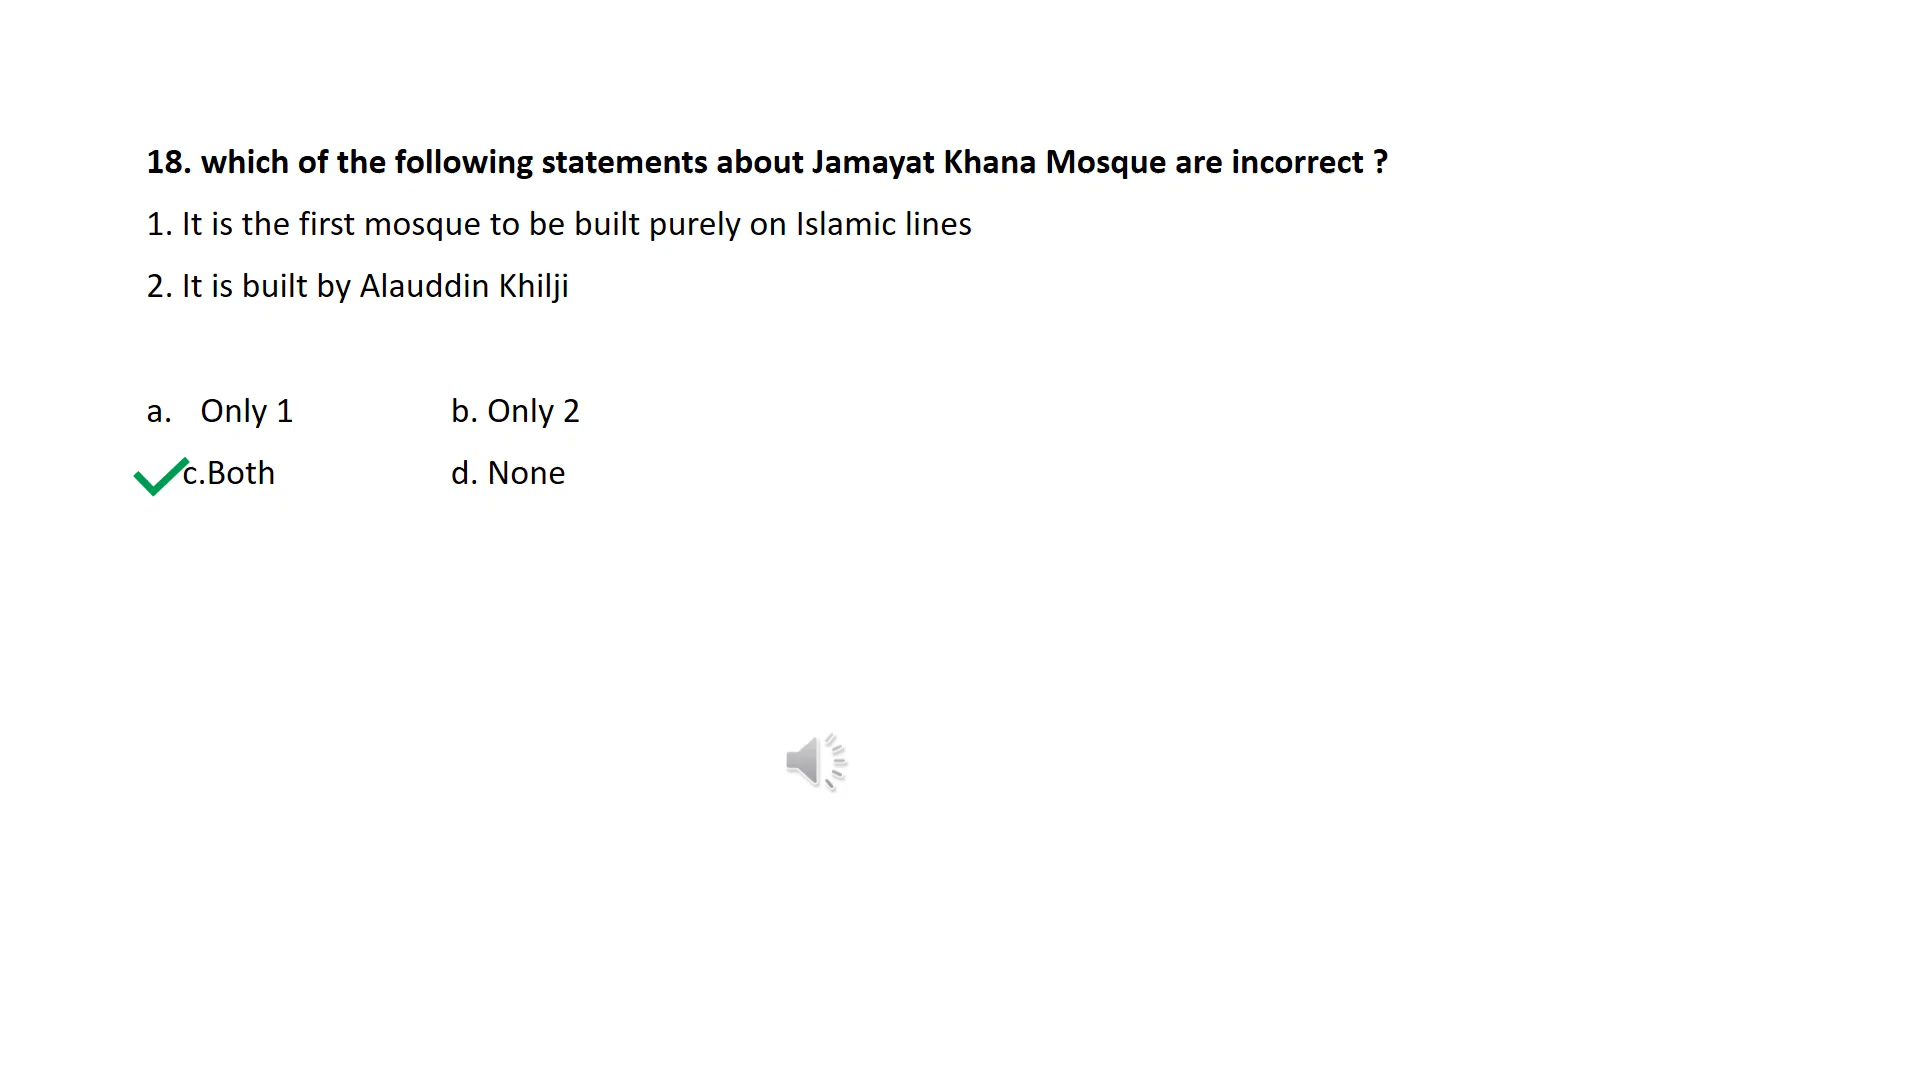 18. which of the following statements about Jamayat Khana Mosque are incorrect ?
1. It is the first mosque to be built purely on Islamic lines
2. It is built by Alauddin Khilji
a. Only 1 b. Only 2
c.Both d. None